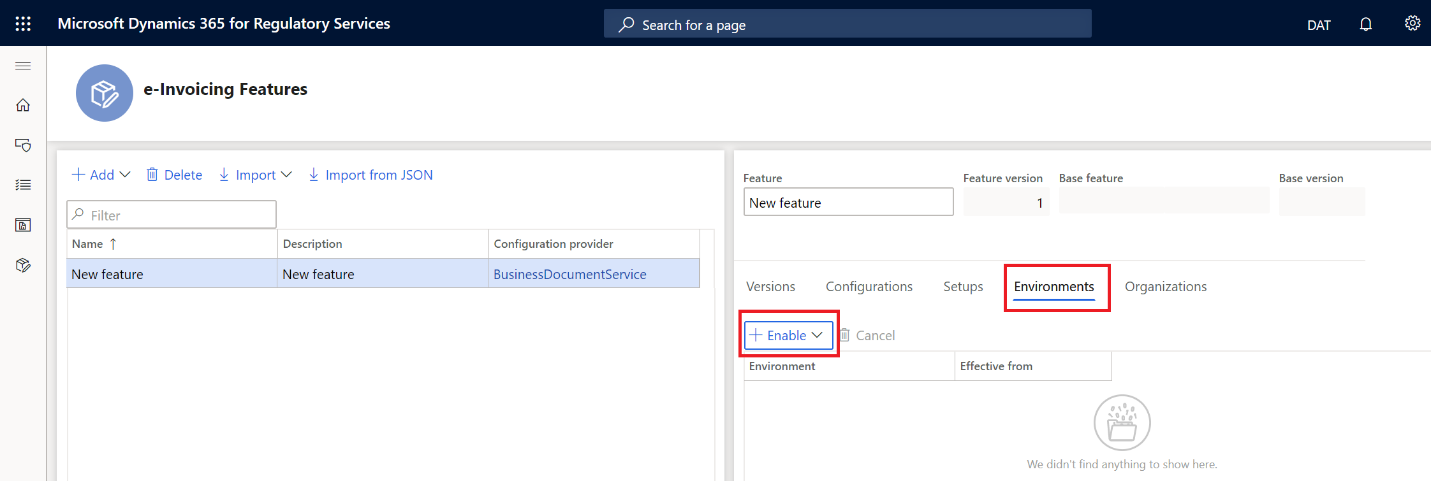 Microsoft Dynamics 365 for Regulatory Services
Search for a page
DAT
e-Invoicing Features
Add
Delete
Import
Import from JSON
Filter
Name ↑ Description Configuration provider
New feature New feature BusinessDocumentService
Feature Feature version Base feature Base version
New feature 1
Versions Configurations Setups Environments Organizations
Enable Cancel
Environment Effective from
We didn't find anything to show here.